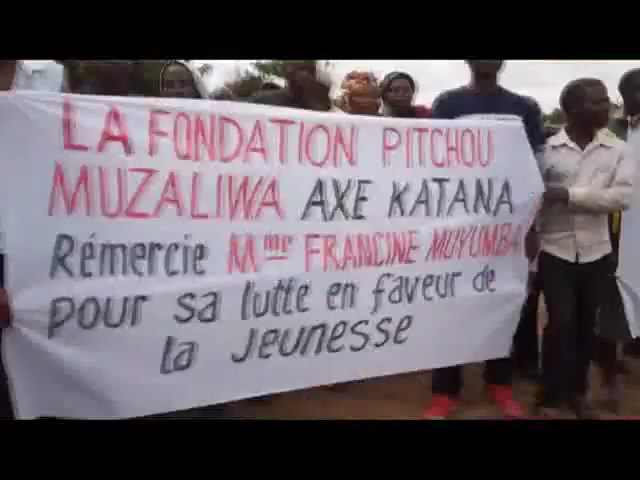 LA FONDATION PITCHOU
MUZALIWA AXE KATANA
Rémercie Mme FRANCINE MUYUMBA
pour sa lutte en faveur de
la Jeunesse